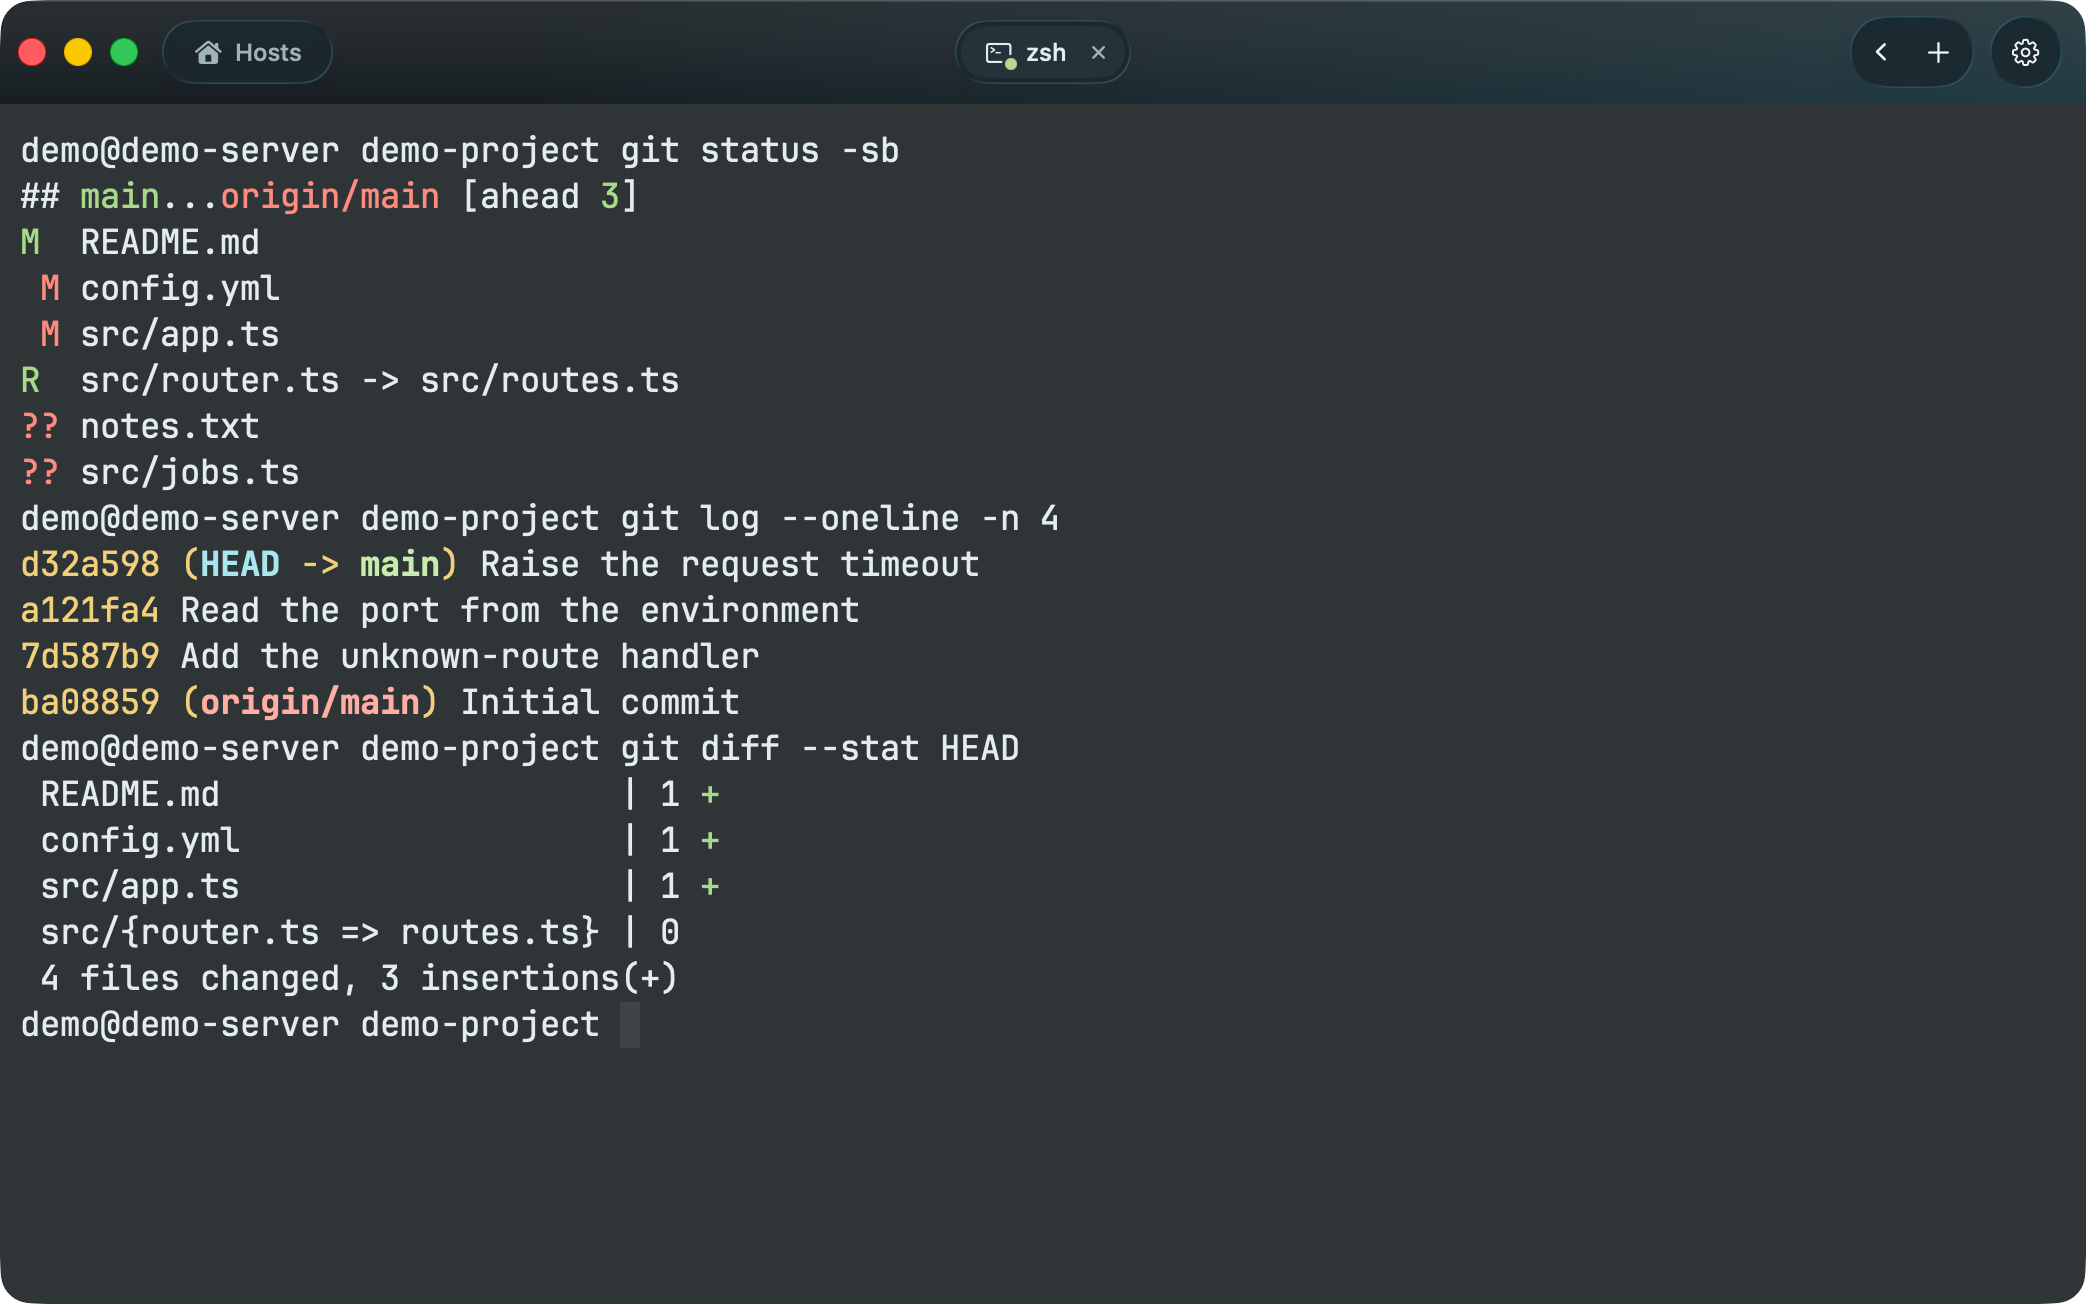 Hosts
zsh
demo@demo-server demo-project git status -sb
## main...origin/main [ahead 3]
M  README.md
 M config.yml
 M src/app.ts
R  src/router.ts -> src/routes.ts
?? notes.txt
?? src/jobs.ts
demo@demo-server demo-project git log --oneline -n 4
d32a598 (HEAD -> main) Raise the request timeout
a121fa4 Read the port from the environment
7d587b9 Add the unknown-route handler
ba08859 (origin/main) Initial commit
demo@demo-server demo-project git diff --stat HEAD
 README.md                    | 1 +
 config.yml                   | 1 +
 src/app.ts                   | 1 +
 src/{router.ts => routes.ts} | 0
 4 files changed, 3 insertions(+)
demo@demo-server demo-project